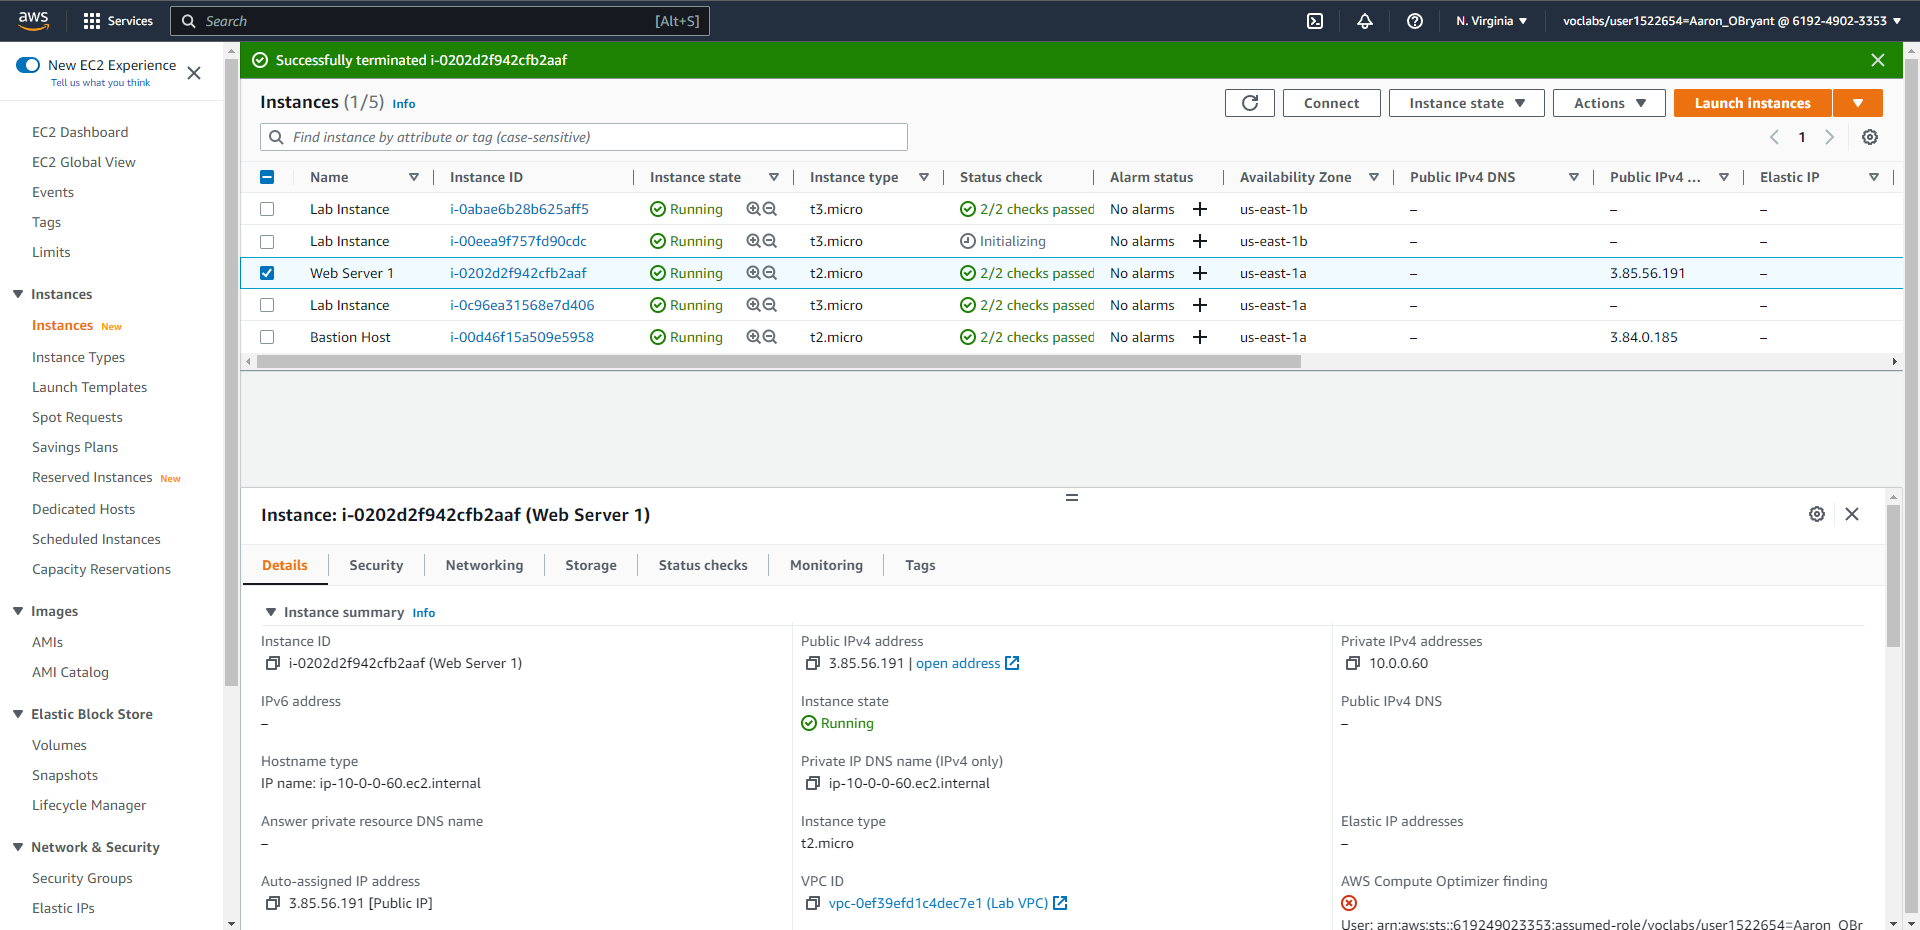 aws
Services
Search
[Alt+S]
N. Virginia
voclabs/user1522654=Aaron_OBryant @ 6192-4902-3353
New EC2 Experience
Tell us what you think
EC2 Dashboard
EC2 Global View
Events
Tags
Limits
Instances
Instances New
Instance Types
Launch Templates
Spot Requests
Savings Plans
Reserved Instances New
Dedicated Hosts
Scheduled Instances
Capacity Reservations
Images
AMIs
AMI Catalog
Elastic Block Store
Volumes
Snapshots
Lifecycle Manager
Network & Security
Security Groups
Elastic IPs
Successfully terminated i-0202d2f942cfb2aaf
Instances (1/5) Info
Connect
Instance state
Actions
Launch instances
Find instance by attribute or tag (case-sensitive)
1
Name Instance ID Instance state Instance type Status check Alarm status Availability Zone Public IPv4 DNS Public IPv4 ... Elastic IP
Lab Instance i-0abae6b28b625aff5 Running t3.micro 2/2 checks passed No alarms + us-east-1b – – –
Lab Instance i-00eea9f757fd90cdc Running t3.micro Initializing No alarms + us-east-1b – – –
Web Server 1 i-0202d2f942cfb2aaf Running t2.micro 2/2 checks passed No alarms + us-east-1a – 3.85.56.191 –
Lab Instance i-0c96ea31568e7d406 Running t3.micro 2/2 checks passed No alarms + us-east-1a – – –
Bastion Host i-00d46f15a509e5958 Running t2.micro 2/2 checks passed No alarms + us-east-1a – 3.84.0.185 –
Instance: i-0202d2f942cfb2aaf (Web Server 1)
Details Security Networking Storage Status checks Monitoring Tags
Instance summary Info
Instance ID
i-0202d2f942cfb2aaf (Web Server 1)
Public IPv4 address
3.85.56.191 | open address
Private IPv4 addresses
10.0.0.60
IPv6 address
–
Instance state
Running
Public IPv4 DNS
–
Hostname type
IP name: ip-10-0-0-60.ec2.internal
Private IP DNS name (IPv4 only)
ip-10-0-0-60.ec2.internal
Answer private resource DNS name
–
Instance type
t2.micro
Elastic IP addresses
–
Auto-assigned IP address
3.85.56.191 [Public IP]
VPC ID
vpc-0ef39efd1c4dec7e1 (Lab VPC)
AWS Compute Optimizer finding
User: arn:aws:sts::619249023353:assumed-role/voclabs/user1522654=Aaron_OBr